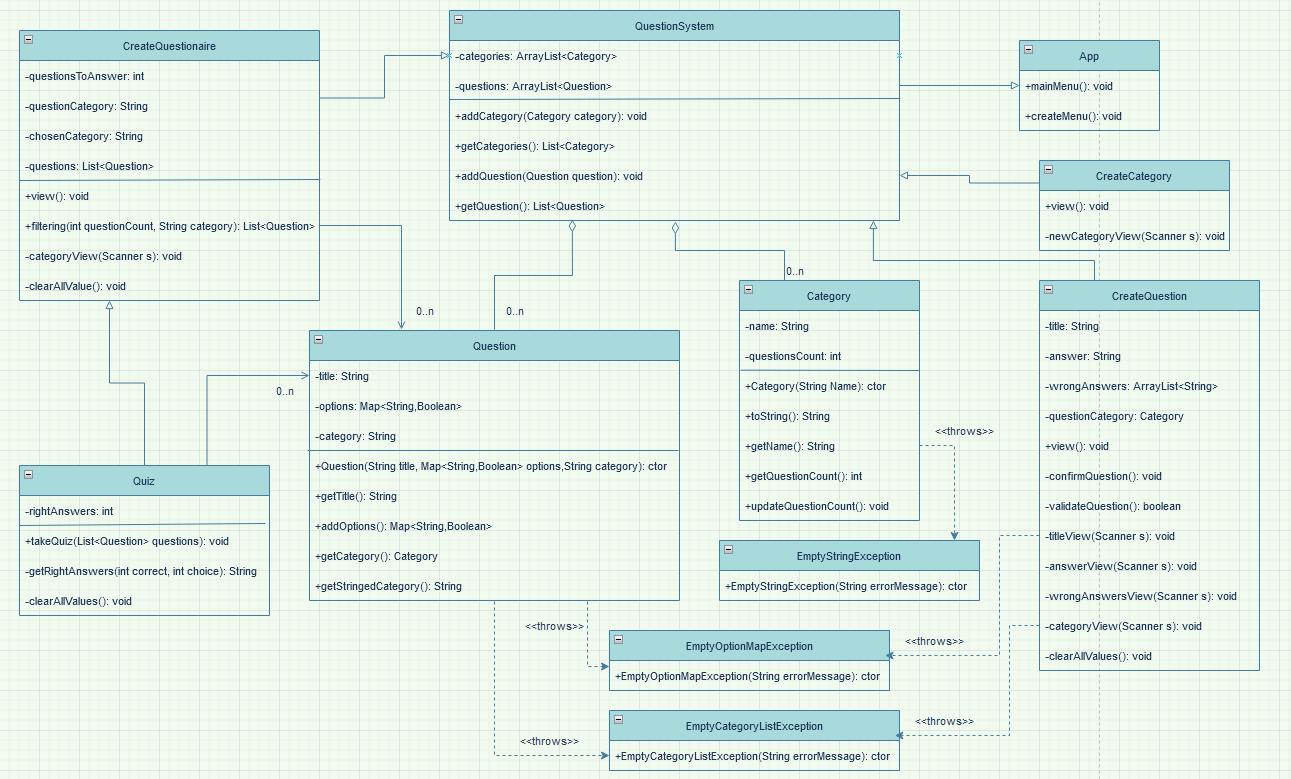 CreateQuestionaire
-questionsToAnswer: int
-questionCategory: String
-chosenCategory: String
-questions: List<Question>
+view(): void
+filtering(int questionCount, String category): List<Question>
-categoryView(Scanner s): void
-clearAllValue(): void
QuestionSystem
-categories: ArrayList<Category>
-questions: ArrayList<Question>
+addCategory(Category category): void
+getCategories(): List<Category>
+addQuestion(Question question): void
+getQuestion(): List<Question>
App
+mainMenu(): void
+createMenu(): void
CreateCategory
+view(): void
-newCategoryView(Scanner s): void
0..n
0..n
0..n
0..n
Question
-title: String
-options: Map<String,Boolean>
-category: String
+Question(String title, Map<String,Boolean> options,String category): ctor
+getTitle(): String
+addOptions(): Map<String,Boolean>
+getCategory(): Category
+getStringedCategory(): String
Category
-name: String
-questionsCount: int
+Category(String Name): ctor
+toString(): String
+getName(): String
+getQuestionCount(): int
+updateQuestionCount(): void
CreateQuestion
-title: String
-answer: String
-wrongAnswers: ArrayList<String>
-questionCategory: Category
+view(): void
-confirmQuestion(): void
-validateQuestion(): boolean
-titleView(Scanner s): void
-answerView(Scanner s): void
-wrongAnswersView(Scanner s): void
-categoryView(Scanner s): void
-clearAllValues(): void
Quiz
-rightAnswers: int
+takeQuiz(List<Question> questions): void
-getRightAnswers(int correct, int choice): String
-clearAllValues(): void
<<throws>>
EmptyStringException
+EmptyStringException(String errorMessage): ctor
<<throws>>
<<throws>>
EmptyOptionMapException
+EmptyOptionMapException(String errorMessage): ctor
<<throws>>
<<throws>>
EmptyCategoryListException
+EmptyCategoryListException(String errorMessage): ctor